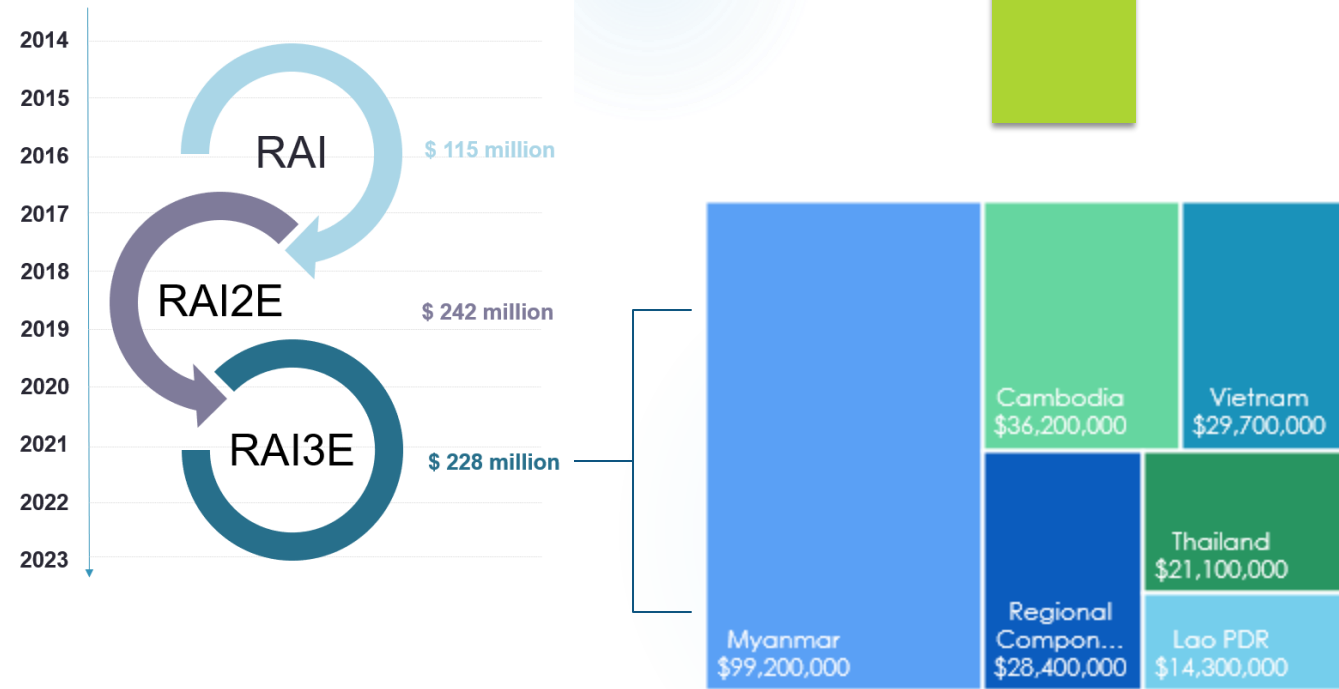 2014
2015
2016
2017
2018
2019
2020
2021
2022
2023
RAI
$ 115 million
RAI2E
$ 242 million
RAI3E
$ 228 million
Myanmar
$99,200,000
Cambodia
$36,200,000
Vietnam
$29,700,000
Regional
Compon...
$28,400,000
Thailand
$21,100,000
Lao PDR
$14,300,000